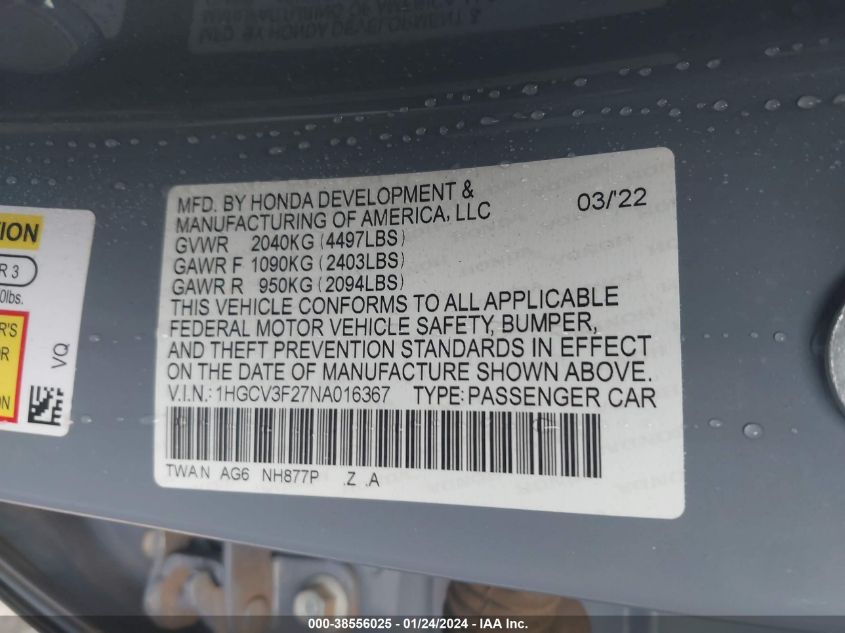 MFD. BY HONDA DEVELOPMENT &
MANUFACTURING OF AMERICA, LLC 03/'22
GVWR 2040KG (4497LBS)
GAWR F 1090KG (2403LBS)
GAWR R 950KG (2094LBS)
THIS VEHICLE CONFORMS TO ALL APPLICABLE
FEDERAL MOTOR VEHICLE SAFETY, BUMPER,
AND THEFT PREVENTION STANDARDS IN EFFECT
ON THE DATE OF MANUFACTURE SHOWN ABOVE.
V.I.N.: 1HGCV3F27NA016367 TYPE: PASSENGER CAR
TWAN AG6 NH877P .Z .A
TION
R 3
0lbs.
R'S
OR
ON
VQ
000-38556025 - 01/24/2024 - IAA Inc.